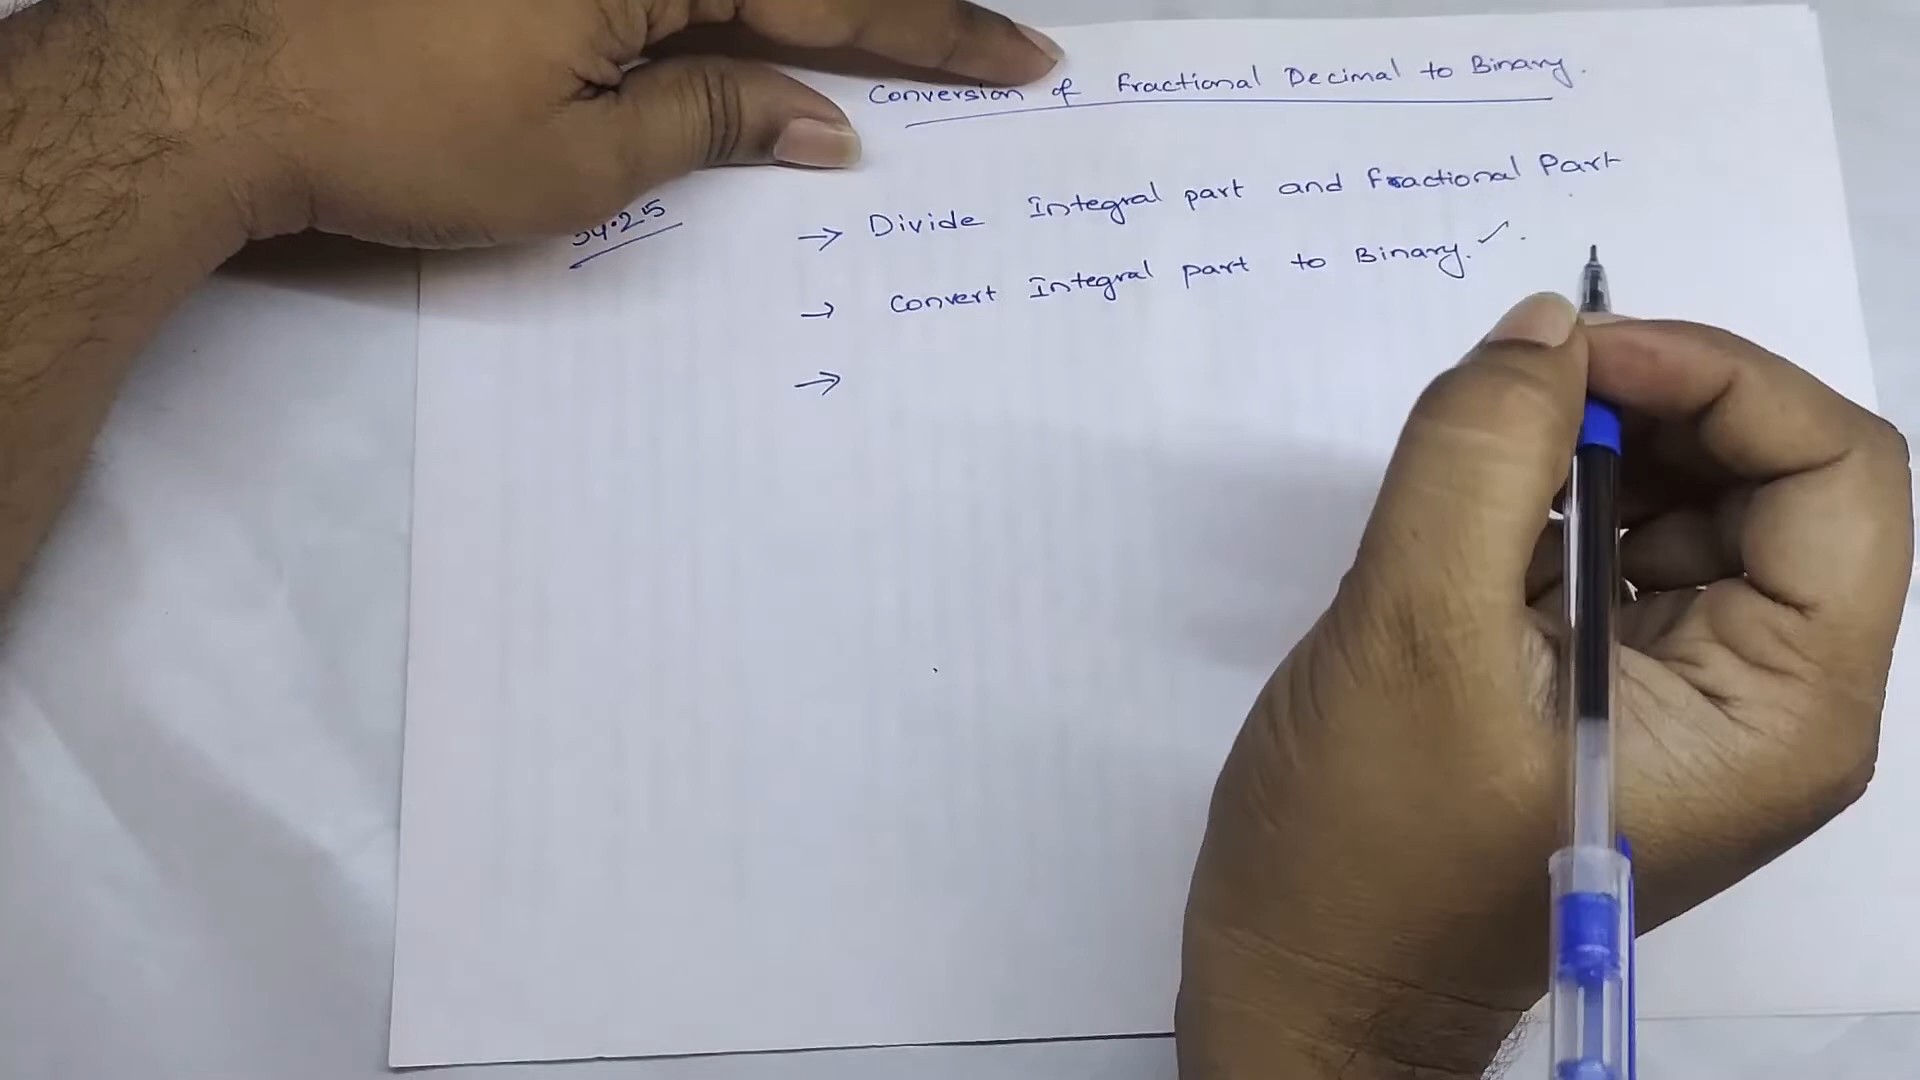 Conversion of Fractional Decimal to Binary.
54.25
→ Divide Integral part and Fractional Part
→ Convert Integral part to Binary. ✓.
→